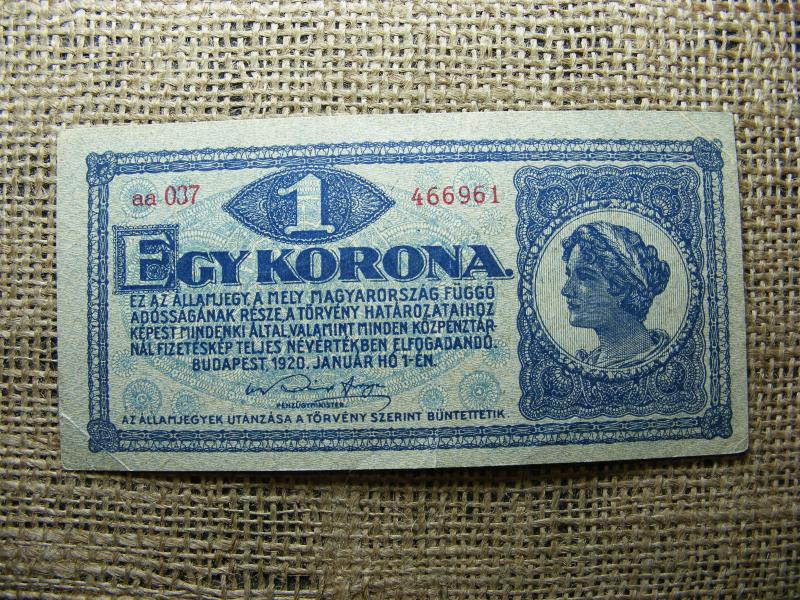 aa 037
1
466961
EGY KORONA.
EZ AZ ÁLLAMJEGY, A MELY MAGYARORSZÁG FÜGGŐ
ADÓSSÁGÁNAK RÉSZE, A TÖRVÉNY HATÁROZATAIHOZ
KÉPEST MINDENKI ÁLTAL, VALAMINT MINDEN KÖZPÉNZTÁR-
NÁL FIZETÉSKÉP TELJES NÉVÉRTÉKBEN ELFOGADANDÓ.
BUDAPEST, 1920. JANUÁR HÓ 1-ÉN.
PÉNZÜGYMINISTER.
AZ ÁLLAMJEGYEK UTÁNZÁSA A TÖRVÉNY SZERINT BÜNTETTETIK.